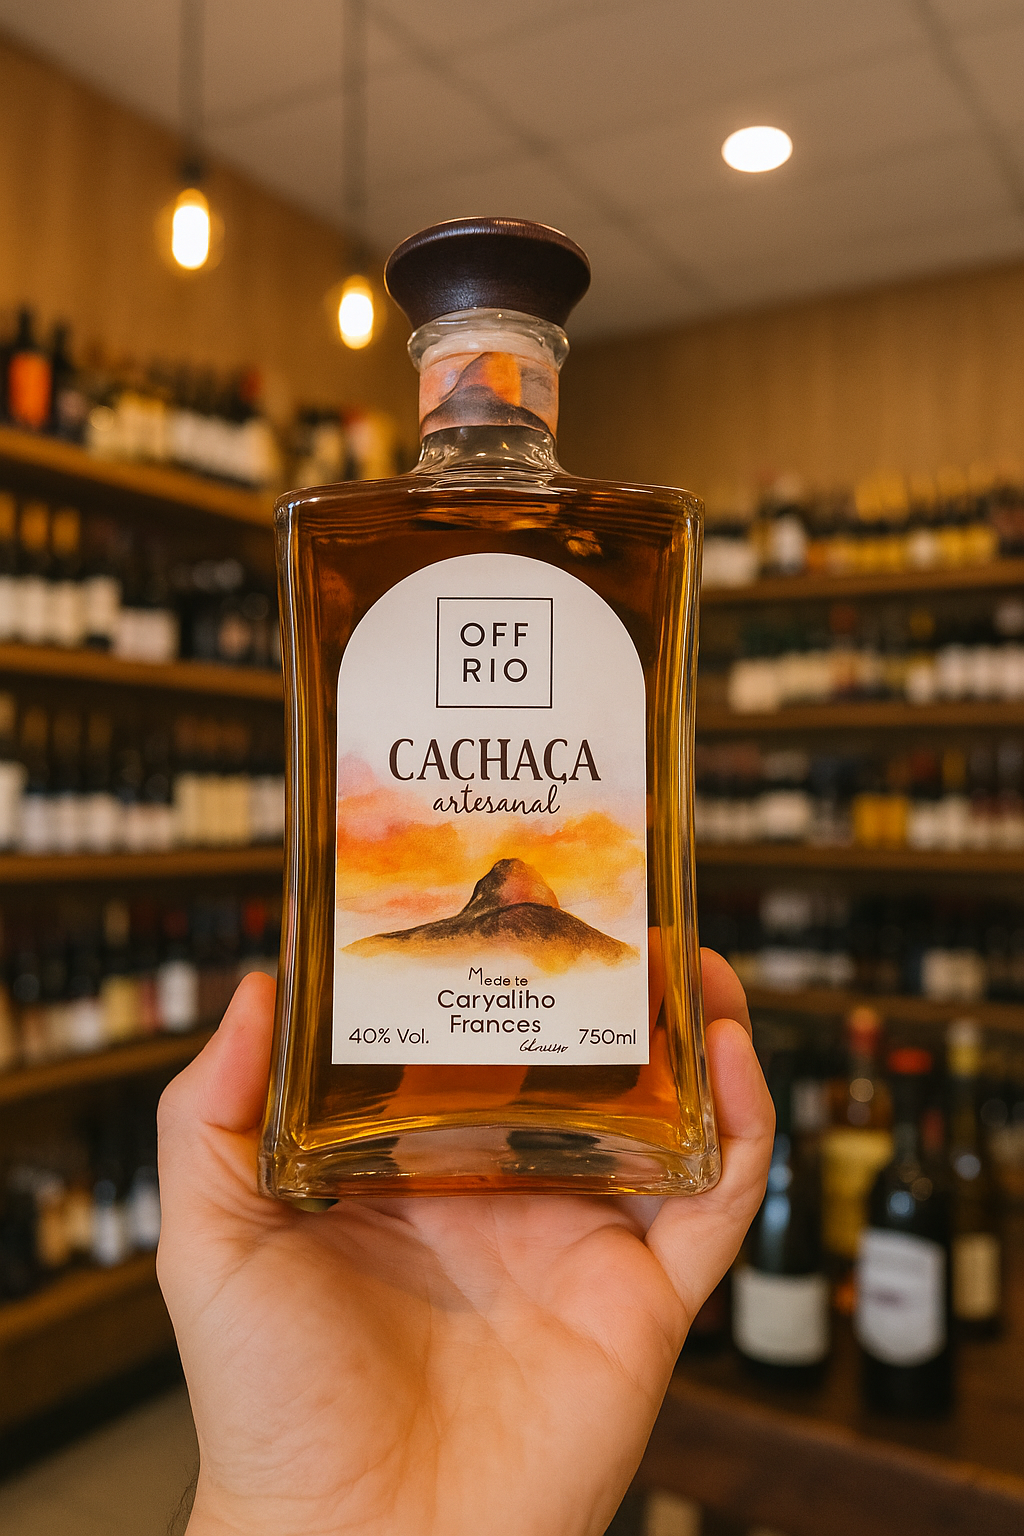 OFF
RIO
CACHAÇA
artesanal
Mede te
Caryaliho
Frances
40% Vol.
750ml